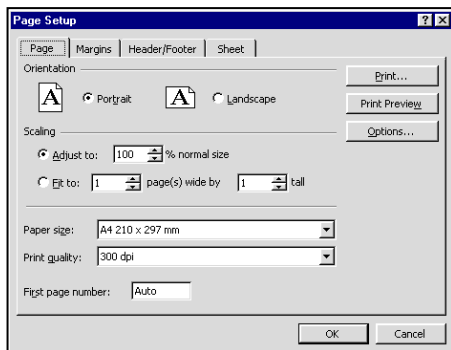 Page Setup
Page Margins Header/Footer Sheet
Orientation
A Portrait A Landscape
Print...
Print Preview
Options...
Scaling
Adjust to: 100 % normal size
Fit to: 1 page(s) wide by 1 tall
Paper size: A4 210 x 297 mm
Print quality: 300 dpi
First page number: Auto
OK Cancel